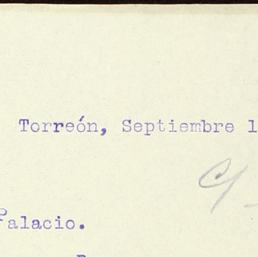 Torreón, Septiembre 1
C/
Palacio.